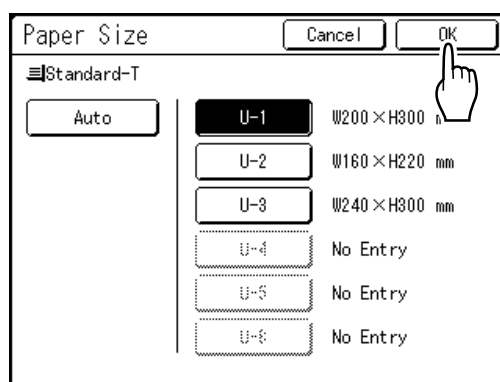 Paper Size Cancel OK
Standard-T
Auto U-1 W200×H300
U-2 W160×H220 mm
U-3 W240×H300 mm
U-4 No Entry
U-5 No Entry
U-6 No Entry